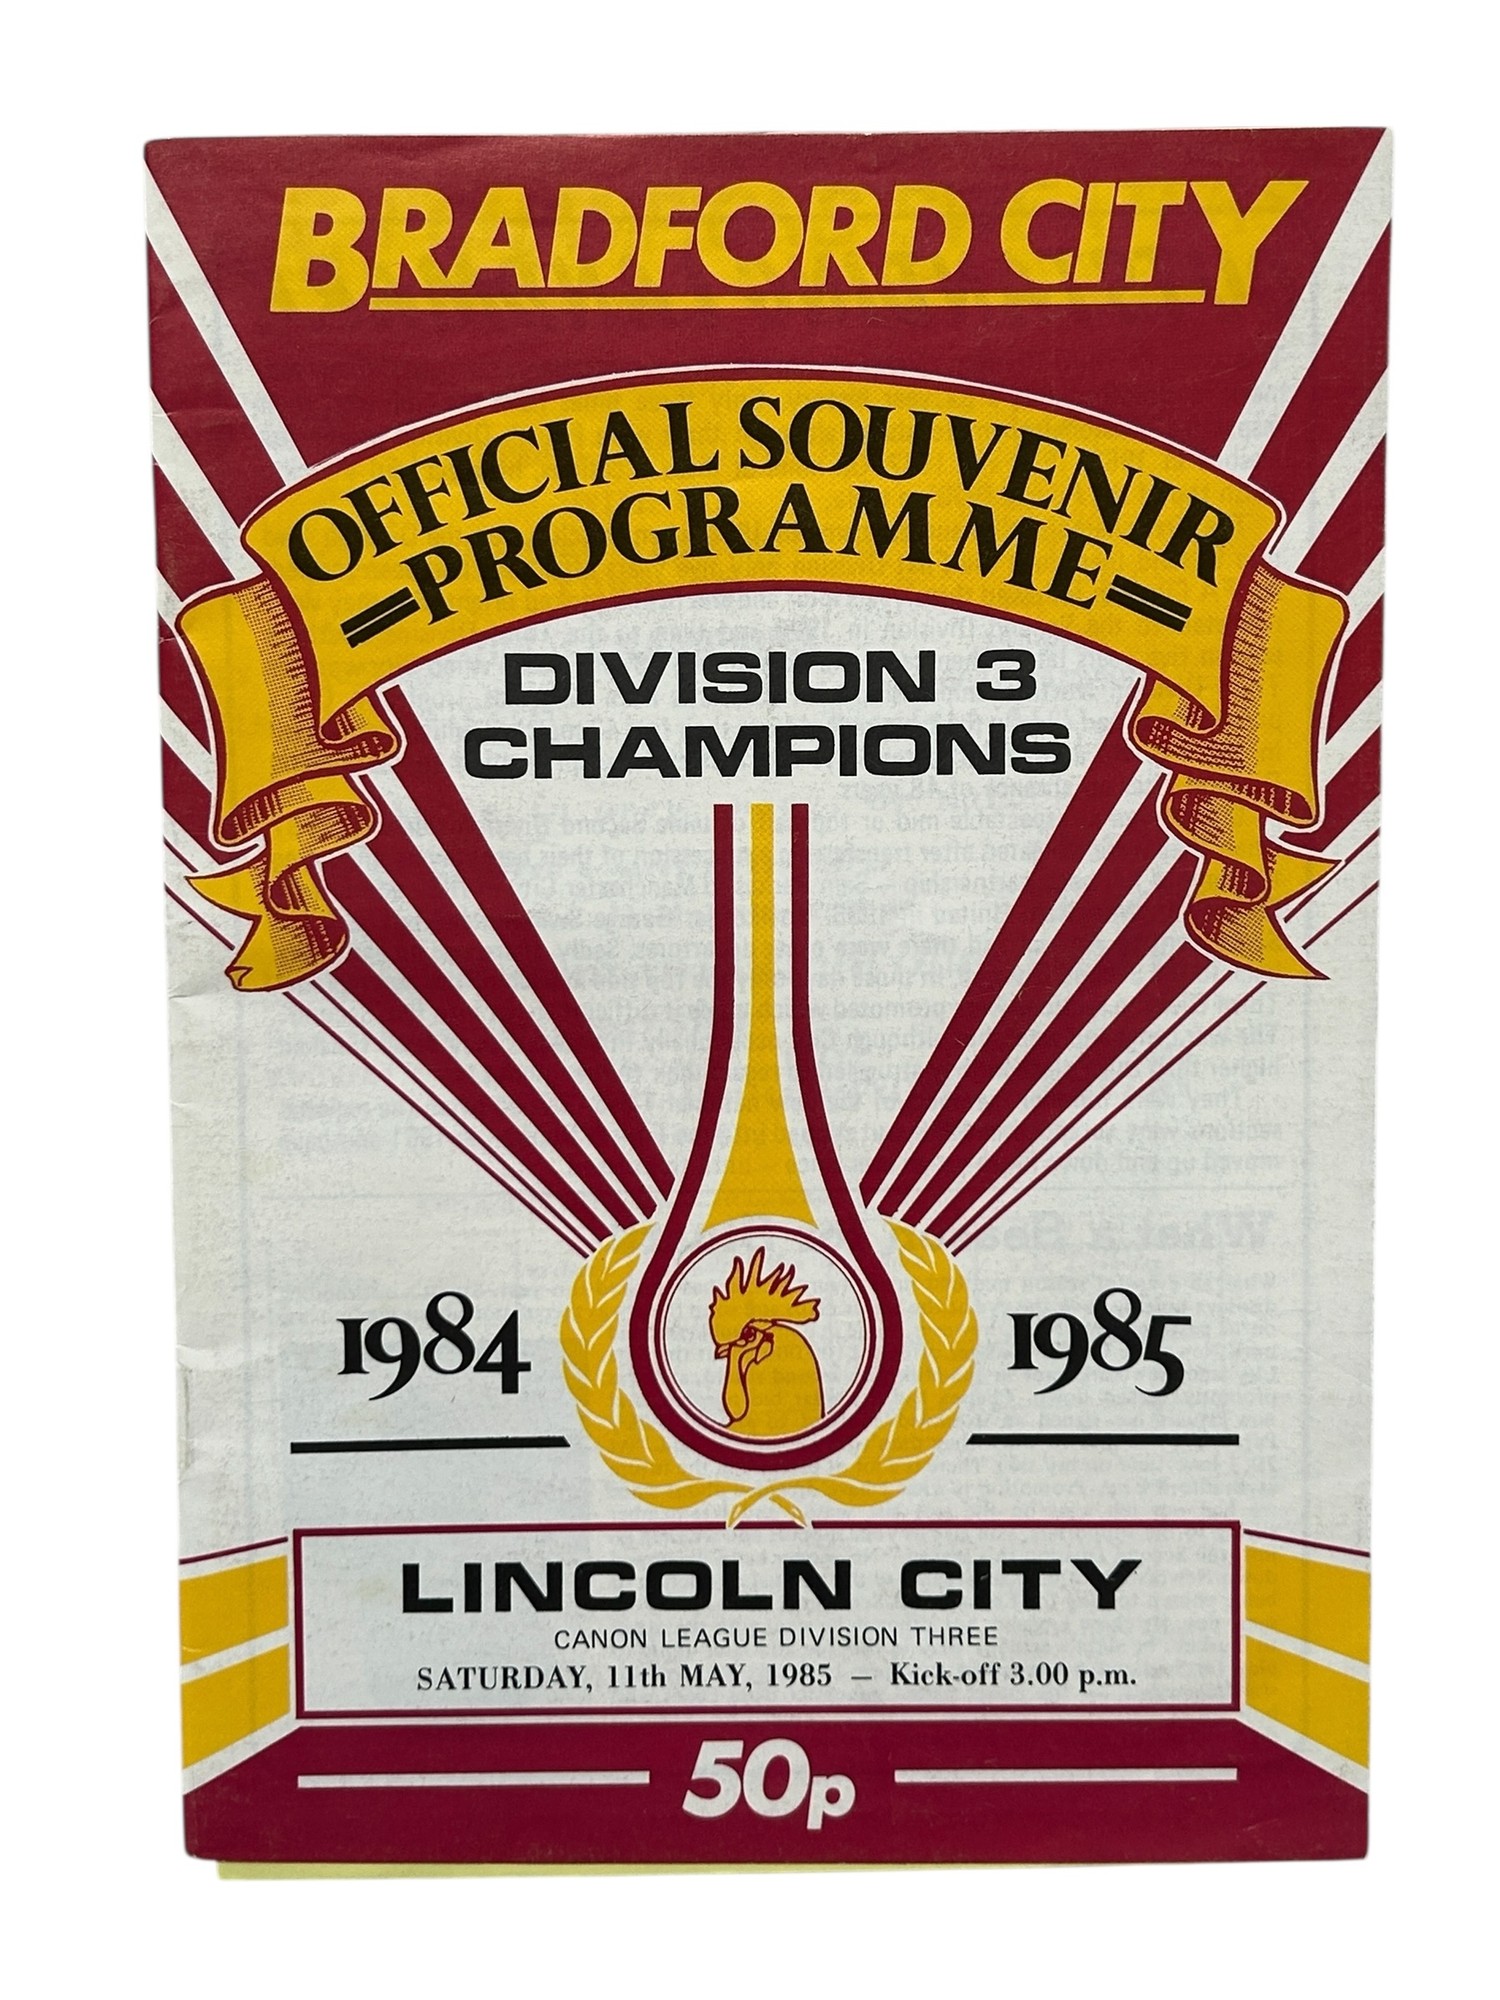 BRADFORD CITY
OFFICIAL SOUVENIR
PROGRAMME
DIVISION 3
CHAMPIONS
1984 1985
LINCOLN CITY
CANON LEAGUE DIVISION THREE
SATURDAY, 11th MAY, 1985 — Kick-off 3.00 p.m.
50p